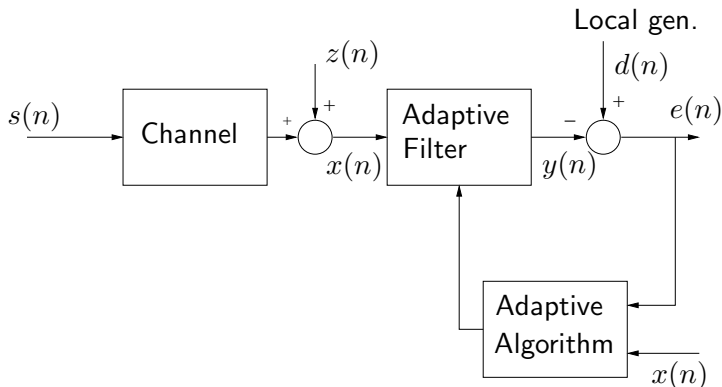 Local gen.
z(n)
d(n)
s(n)
Channel
+
+
Adaptive
Filter
−
+
e(n)
x(n)
y(n)
Adaptive
Algorithm
x(n)